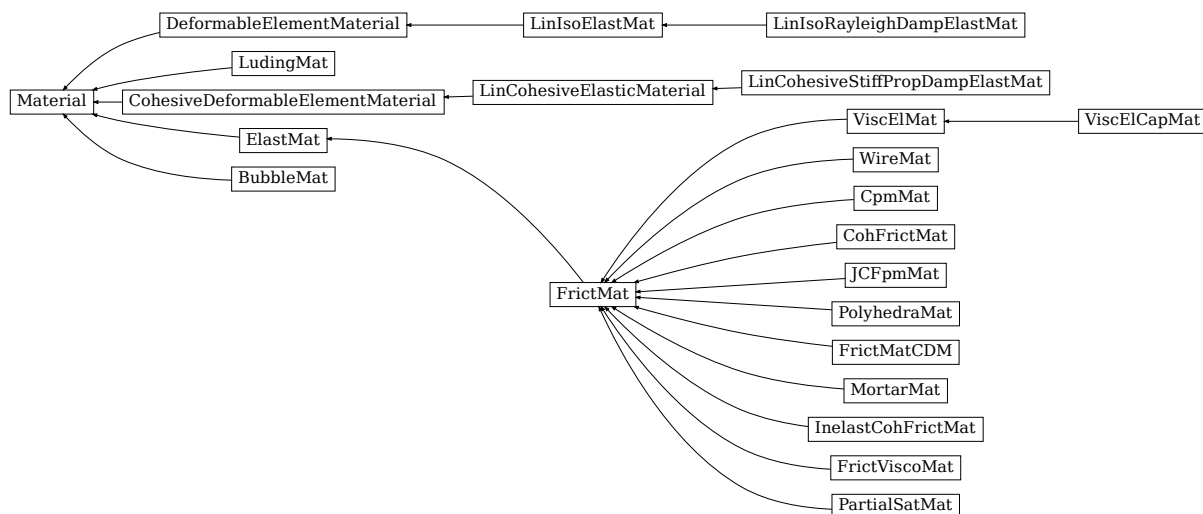 DeformableElementMaterial
LinIsoElastMat
LinIsoRayleighDampElastMat
LudingMat
LinCohesiveStiffPropDampElastMat
LinCohesiveElasticMaterial
Material
CohesiveDeformableElementMaterial
ViscElMat
ViscElCapMat
ElastMat
WireMat
BubbleMat
CpmMat
CohFrictMat
JCFpmMat
FrictMat
PolyhedraMat
FrictMatCDM
MortarMat
InelastCohFrictMat
FrictViscoMat
PartialSatMat